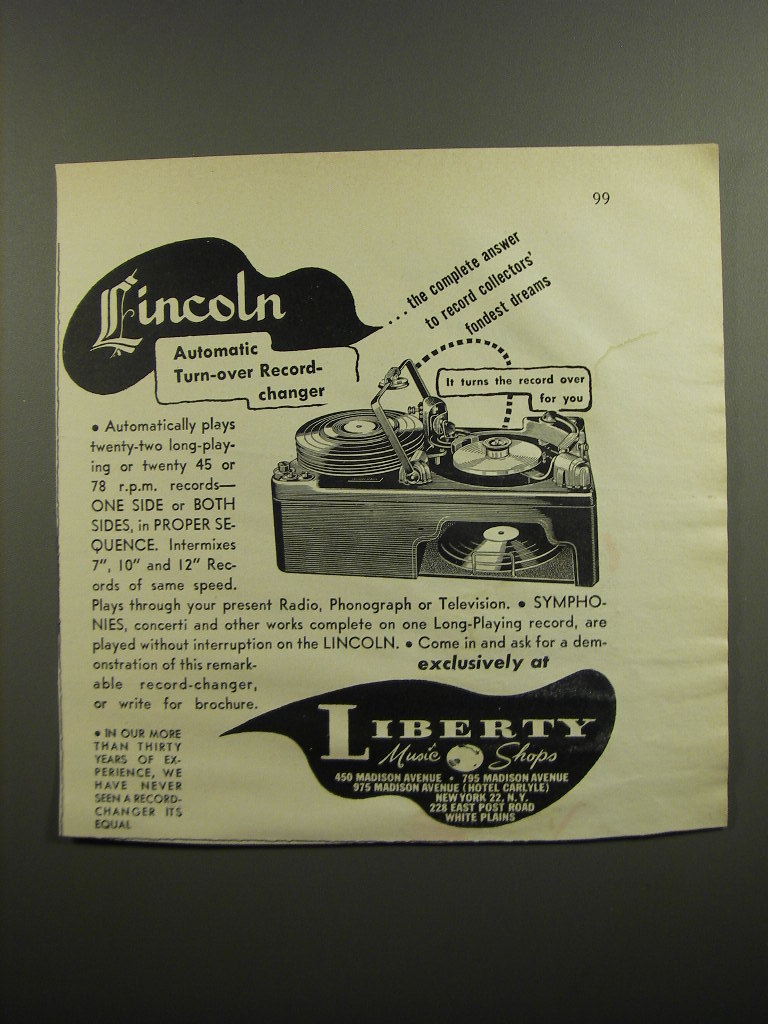 99
Lincoln
...the complete answer
to record collectors'
fondest dreams
Automatic
Turn-over Record-
changer
It turns the record over
for you
• Automatically plays
twenty-two long-play-
ing or twenty 45 or
78 r.p.m. records—
ONE SIDE or BOTH
SIDES, in PROPER SE-
QUENCE. Intermixes
7", 10" and 12" Rec-
ords of same speed.
Plays through your present Radio, Phonograph or Television. • SYMPHO-
NIES, concerti and other works complete on one Long-Playing record, are
played without interruption on the LINCOLN. • Come in and ask for a dem-
onstration of this remark-
able record-changer,
or write for brochure.
exclusively at
• IN OUR MORE
THAN THIRTY
YEARS OF EX-
PERIENCE, WE
HAVE NEVER
SEEN A RECORD-
CHANGER ITS
EQUAL
LIBERTY
Music Shops
450 MADISON AVENUE • 795 MADISON AVENUE
975 MADISON AVENUE (HOTEL CARLYLE)
NEW YORK 22, N.Y.
228 EAST POST ROAD
WHITE PLAINS